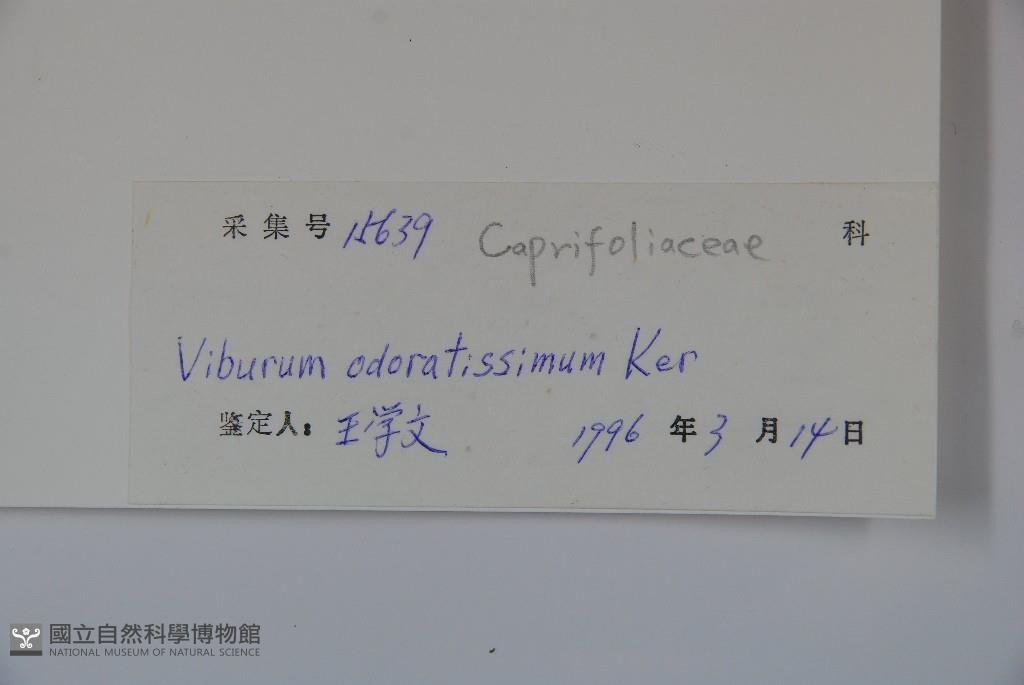 采集号 15639 Caprifoliaceae 科
Viburum odoratissimum Ker
鉴定人: 王学文 1996 年 3 月 14 日
國立自然科學博物館
NATIONAL MUSEUM OF NATURAL SCIENCE